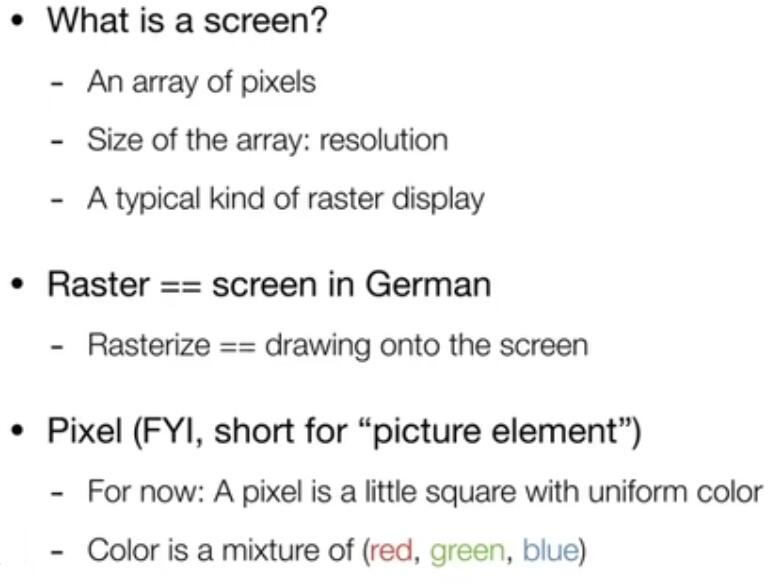 • What is a screen?
- An array of pixels
- Size of the array: resolution
- A typical kind of raster display
• Raster == screen in German
- Rasterize == drawing onto the screen
• Pixel (FYI, short for “picture element”)
- For now: A pixel is a little square with uniform color
- Color is a mixture of (red, green, blue)